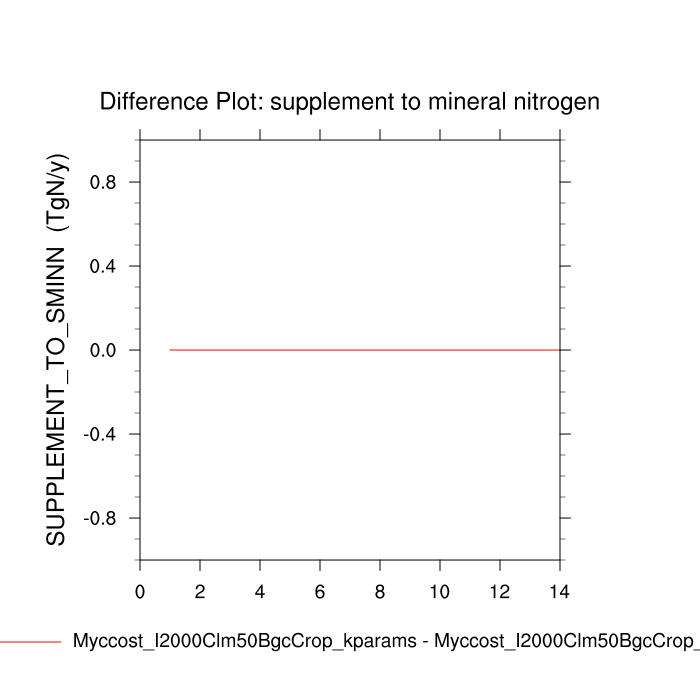 Difference Plot: supplement to mineral nitrogen
SUPPLEMENT_TO_SMINN (TgN/y)
0.8
0.4
0.0
-0.4
-0.8
0 2 4 6 8 10 12 14
Myccost_I2000Clm50BgcCrop_kparams - Myccost_I2000Clm50BgcCrop_